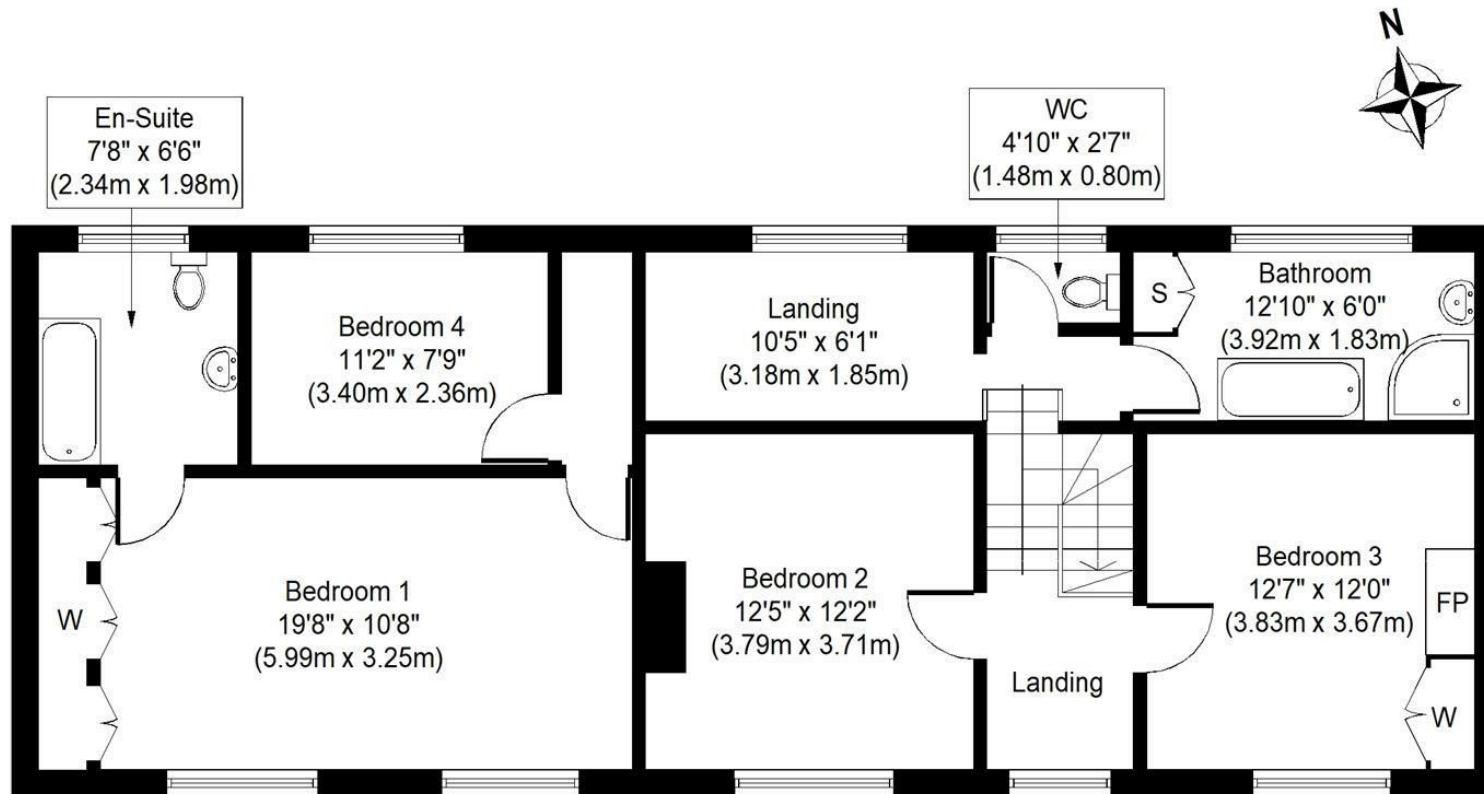 N
En-Suite
7'8" x 6'6"
(2.34m x 1.98m)
WC
4'10" x 2'7"
(1.48m x 0.80m)
Bedroom 4
11'2" x 7'9"
(3.40m x 2.36m)
Landing
10'5" x 6'1"
(3.18m x 1.85m)
S
Bathroom
12'10" x 6'0"
(3.92m x 1.83m)
W
Bedroom 1
19'8" x 10'8"
(5.99m x 3.25m)
Bedroom 2
12'5" x 12'2"
(3.79m x 3.71m)
Landing
Bedroom 3
12'7" x 12'0"
(3.83m x 3.67m)
FP
W